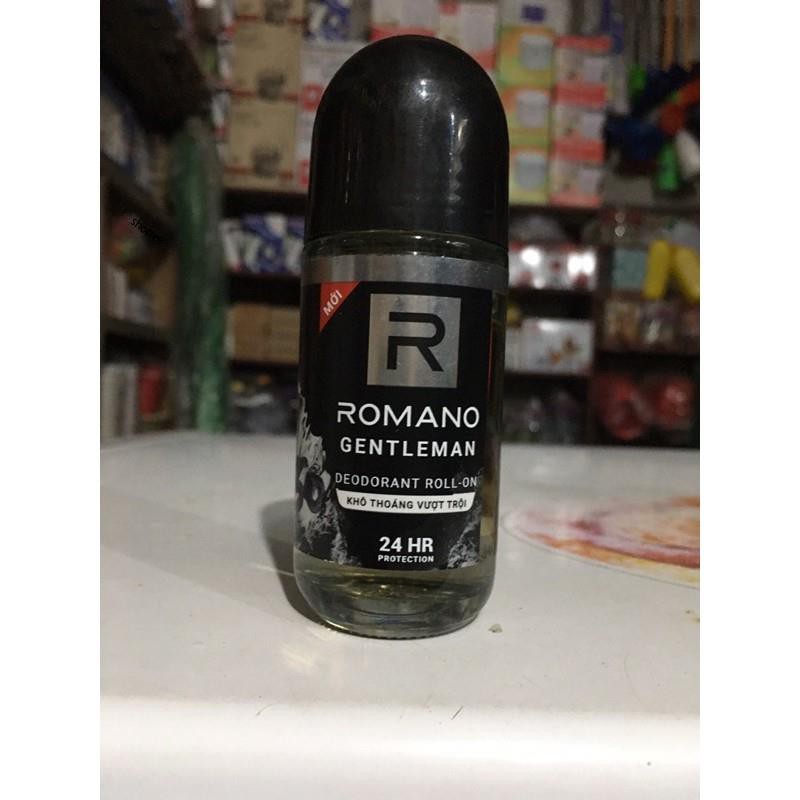 MỚI
R
ROMANO
GENTLEMAN
DEODORANT ROLL-ON
KHÔ THOÁNG VƯỢT TRỘI
24 HR
PROTECTION